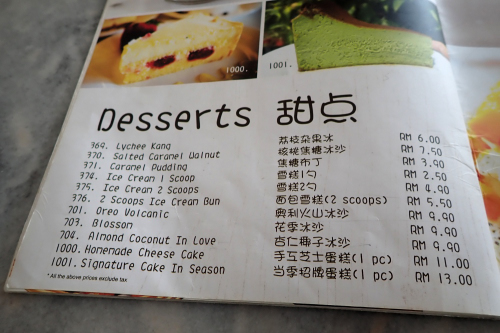 1000.
1001.
Desserts 甜点
369. Lychee Kang 荔枝杂果冰 RM 6.00
370. Salted Caramel Walnut 核桃焦糖冰沙 RM 7.50
371. Caramel Pudding 焦糖布丁 RM 3.90
374. Ice Cream 1 Scoop 雪糕1勺 RM 2.50
375. Ice Cream 2 Scoops 雪糕2勺 RM 4.90
376. 2 Scoops Ice Cream Bun 面包雪糕(2 scoops) RM 5.50
701. Oreo Volcanic 奥利火山冰沙 RM 9.90
703. Blossom 花季冰沙 RM 9.90
704. Almond Coconut In Love 杏仁椰子冰沙 RM 9.90
1000. Homemade Cheese Cake 手工芝士蛋糕(1 pc) RM 11.00
1001. Signature Cake In Season 当季招牌蛋糕(1 pc) RM 13.00
* All the above prices exclude tax